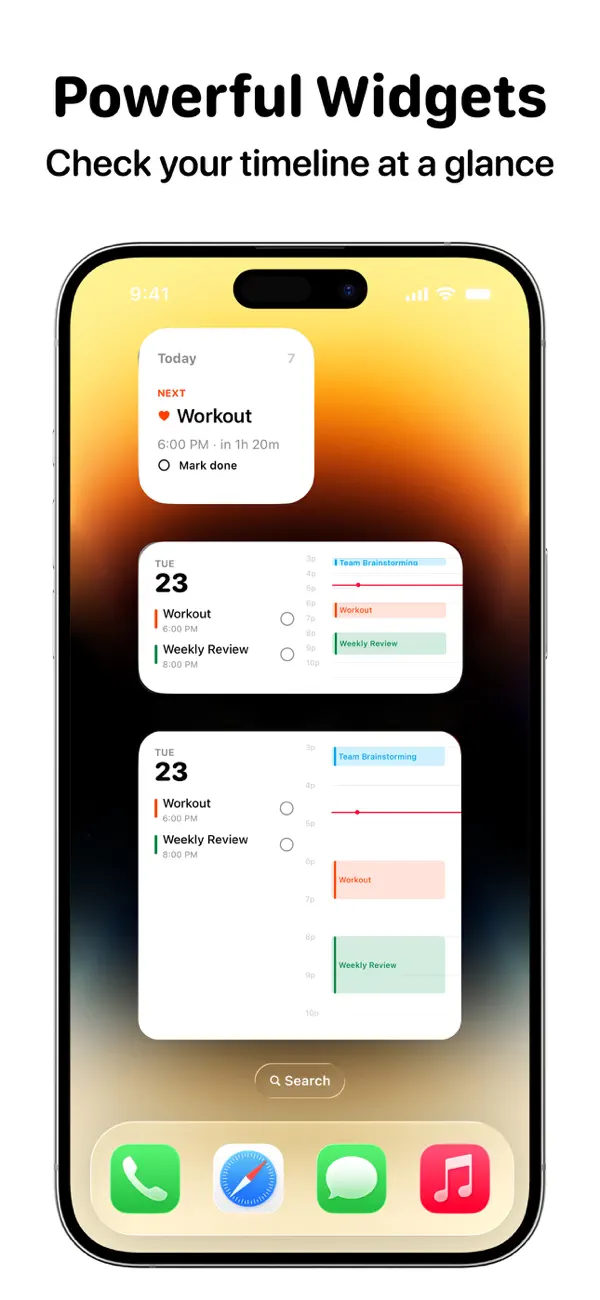 Powerful Widgets
Check your timeline at a glance
9:41
Today 7
NEXT
Workout
6:00 PM · in 1h 20m
Mark done
TUE
23
Workout
6:00 PM
Weekly Review
8:00 PM
3p
4p
5p
6p
7p
8p
9p
10p
Team Brainstorming
Workout
Weekly Review
TUE
23
Workout
6:00 PM
Weekly Review
8:00 PM
3p
4p
5p
6p
7p
8p
9p
10p
Team Brainstorming
Workout
Weekly Review
Search